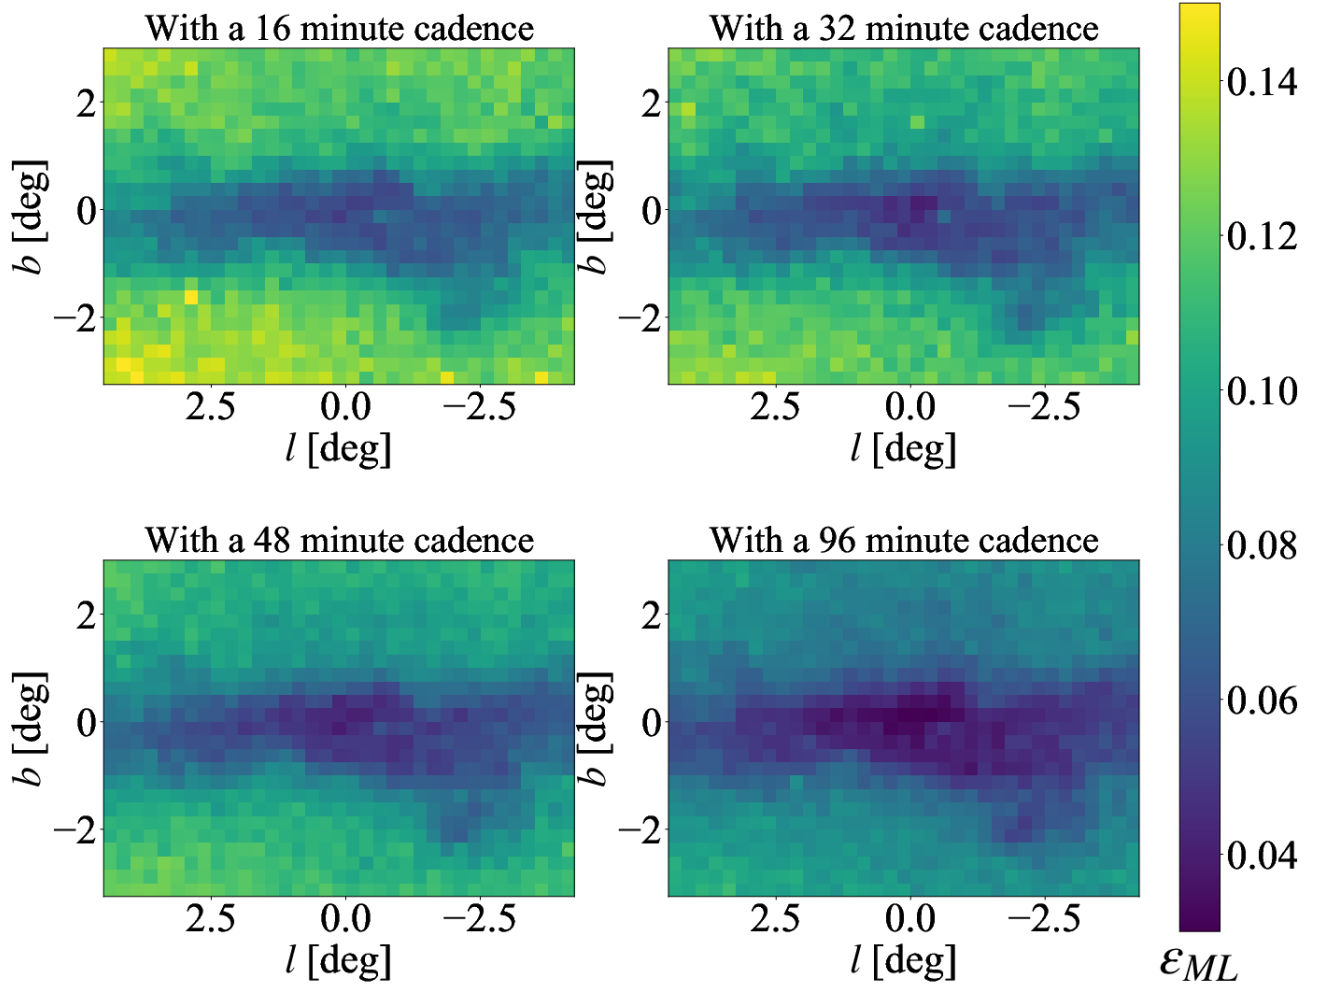 With a 16 minute cadence
With a 32 minute cadence
b [deg]
2
0
−2
2.5 0.0 −2.5
l [deg]
b [deg]
2
0
−2
2.5 0.0 −2.5
l [deg]
With a 48 minute cadence
With a 96 minute cadence
b [deg]
2
0
−2
2.5 0.0 −2.5
l [deg]
b [deg]
2
0
−2
2.5 0.0 −2.5
l [deg]
0.14
0.12
0.10
0.08
0.06
0.04
εML